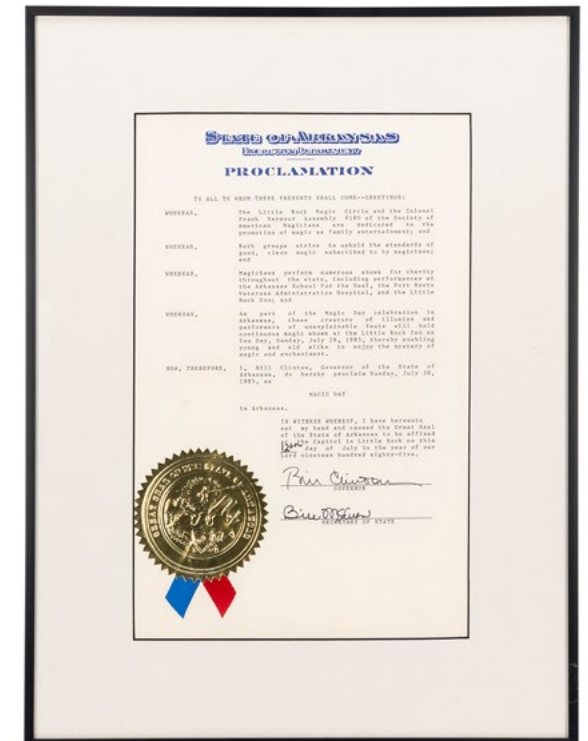 STATE OF ARKANSAS
EXECUTIVE DEPARTMENT
PROCLAMATION
TO ALL TO WHOM THESE PRESENTS SHALL COME--GREETINGS:
WHEREAS, The Little Rock Magic Circle and the Colonel
Frank Seymour Assembly #180 of the Society of
American Magicians are dedicated to the
promotion of magic as family entertainment; and
WHEREAS, Both groups strive to uphold the standards of
good, clean magic subscribed to by magicians;
and
WHEREAS, Magicians perform numerous shows for charity
throughout the state, including performances at
the Arkansas School for the Deaf, the Fort Roots
Veterans Administration Hospital, and the Little
Rock Zoo; and
WHEREAS, As part of the Magic Day celebration in
Arkansas, these creators of illusion and
performers of unexplainable feats will hold
continuous magic shows at the Little Rock Zoo on
Zoo Day, Sunday, July 28, 1985, thereby enabling
young and old alike to enjoy the mystery of
magic and enchantment.
NOW, THEREFORE, I, Bill Clinton, Governor of the State of
Arkansas, do hereby proclaim Sunday, July 28,
1985, as
MAGIC DAY
in Arkansas.
IN WITNESS WHEREOF, I have hereunto
set my hand and caused the Great Seal
of the State of Arkansas to be affixed
the Capitol in Little Rock on this
day of July in the year of our
Lord nineteen hundred eighty-five.
Bill Clinton
GOVERNOR
SECRETARY OF STATE
GREAT SEAL OF THE STATE OF ARKANSAS